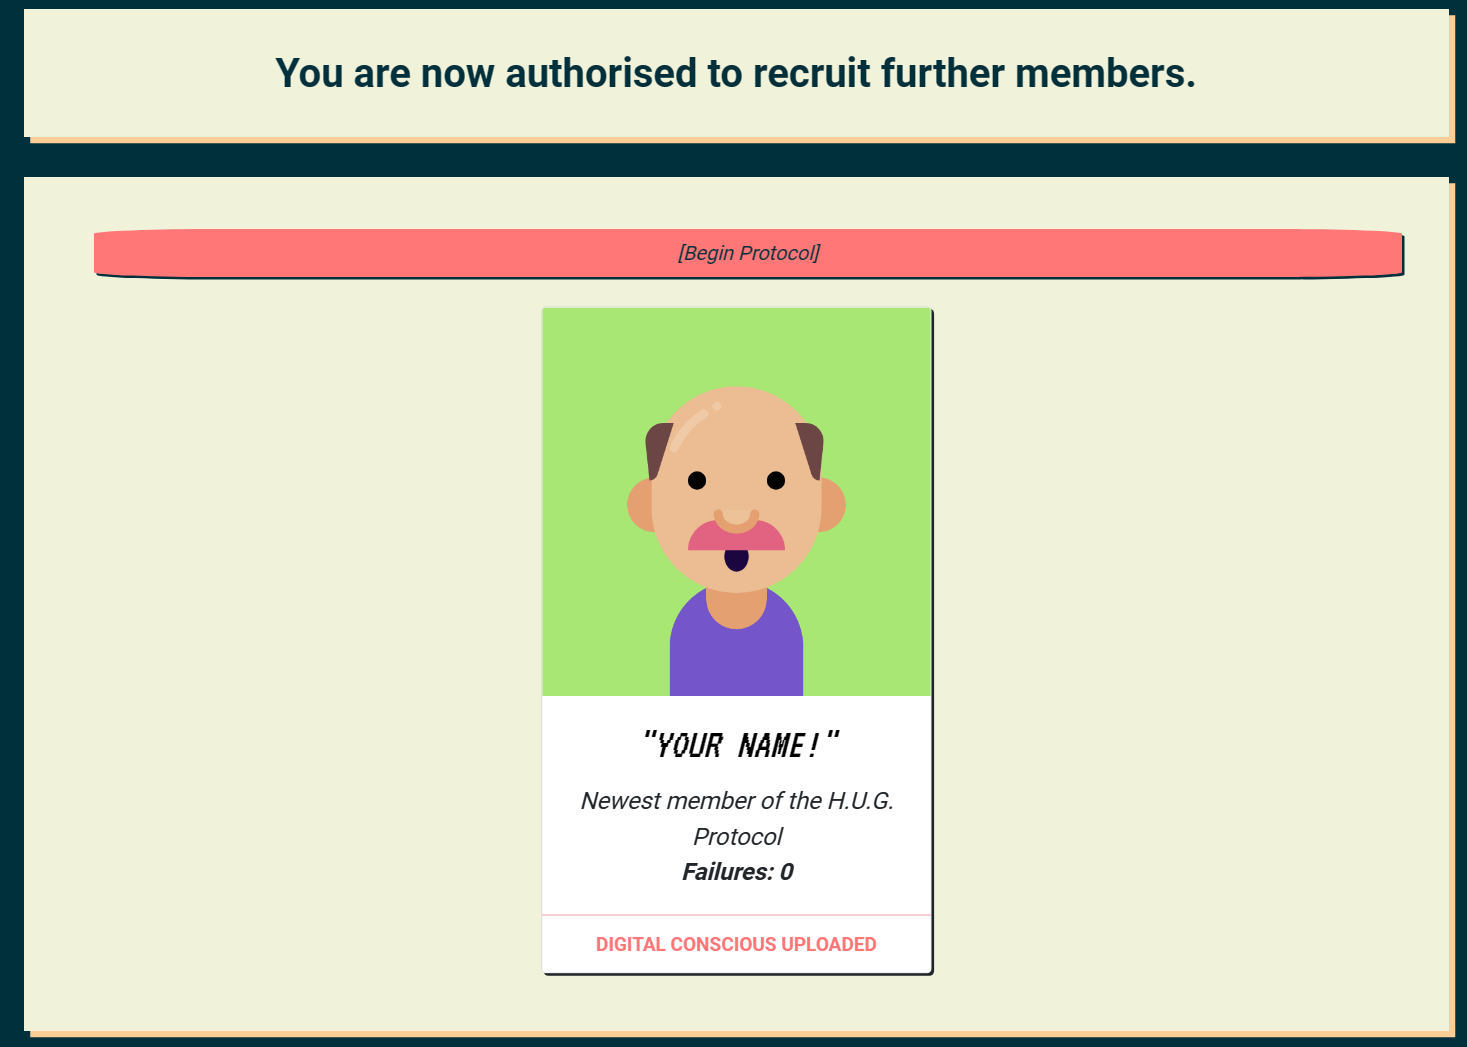 You are now authorised to recruit further members.
[Begin Protocol]
"YOUR NAME!"
Newest member of the H.U.G.
Protocol
Failures: 0
DIGITAL CONSCIOUS UPLOADED